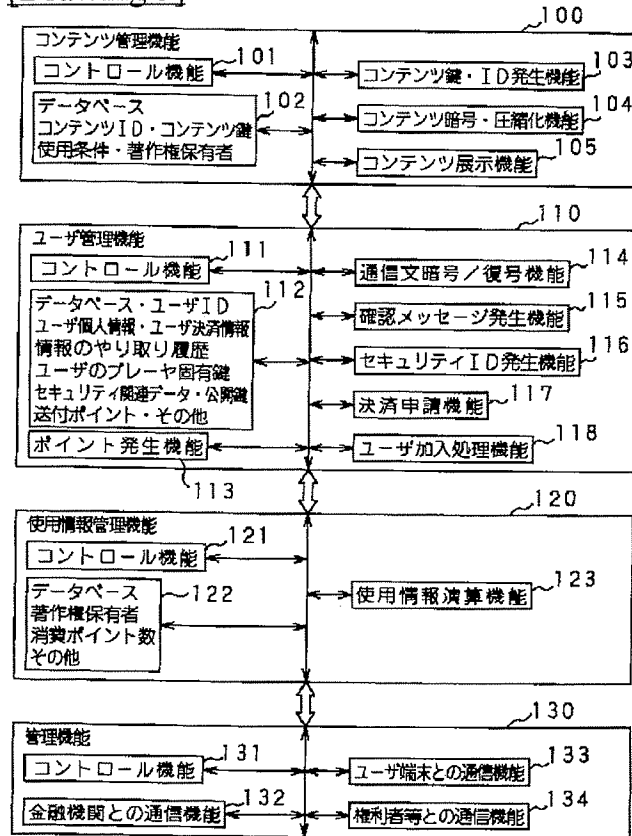 100
コンテンツ管理機能
コントロール機能 101
コンテンツ鍵・ID発生機能 103
データベース
コンテンツID・コンテンツ鍵
使用条件・著作権保有者
102
コンテンツ暗号・圧縮化機能 104
コンテンツ展示機能 105
110
ユーザ管理機能
コントロール機能 111
通信文暗号/復号機能 114
データベース・ユーザID
ユーザ個人情報・ユーザ決済情報
情報のやり取り履歴
ユーザのプレーヤ固有鍵
セキュリティ関連データ・公開鍵
送付ポイント・その他
112
確認メッセージ発生機能 115
セキュリティID発生機能 116
決済申請機能 117
ポイント発生機能
113
ユーザ加入処理機能 118
120
使用情報管理機能
コントロール機能 121
データベース
著作権保有者
消費ポイント数
その他
122
使用情報演算機能 123
130
管理機能
コントロール機能 131
ユーザ端末との通信機能 133
金融機関との通信機能 132
権利者等との通信機能 134